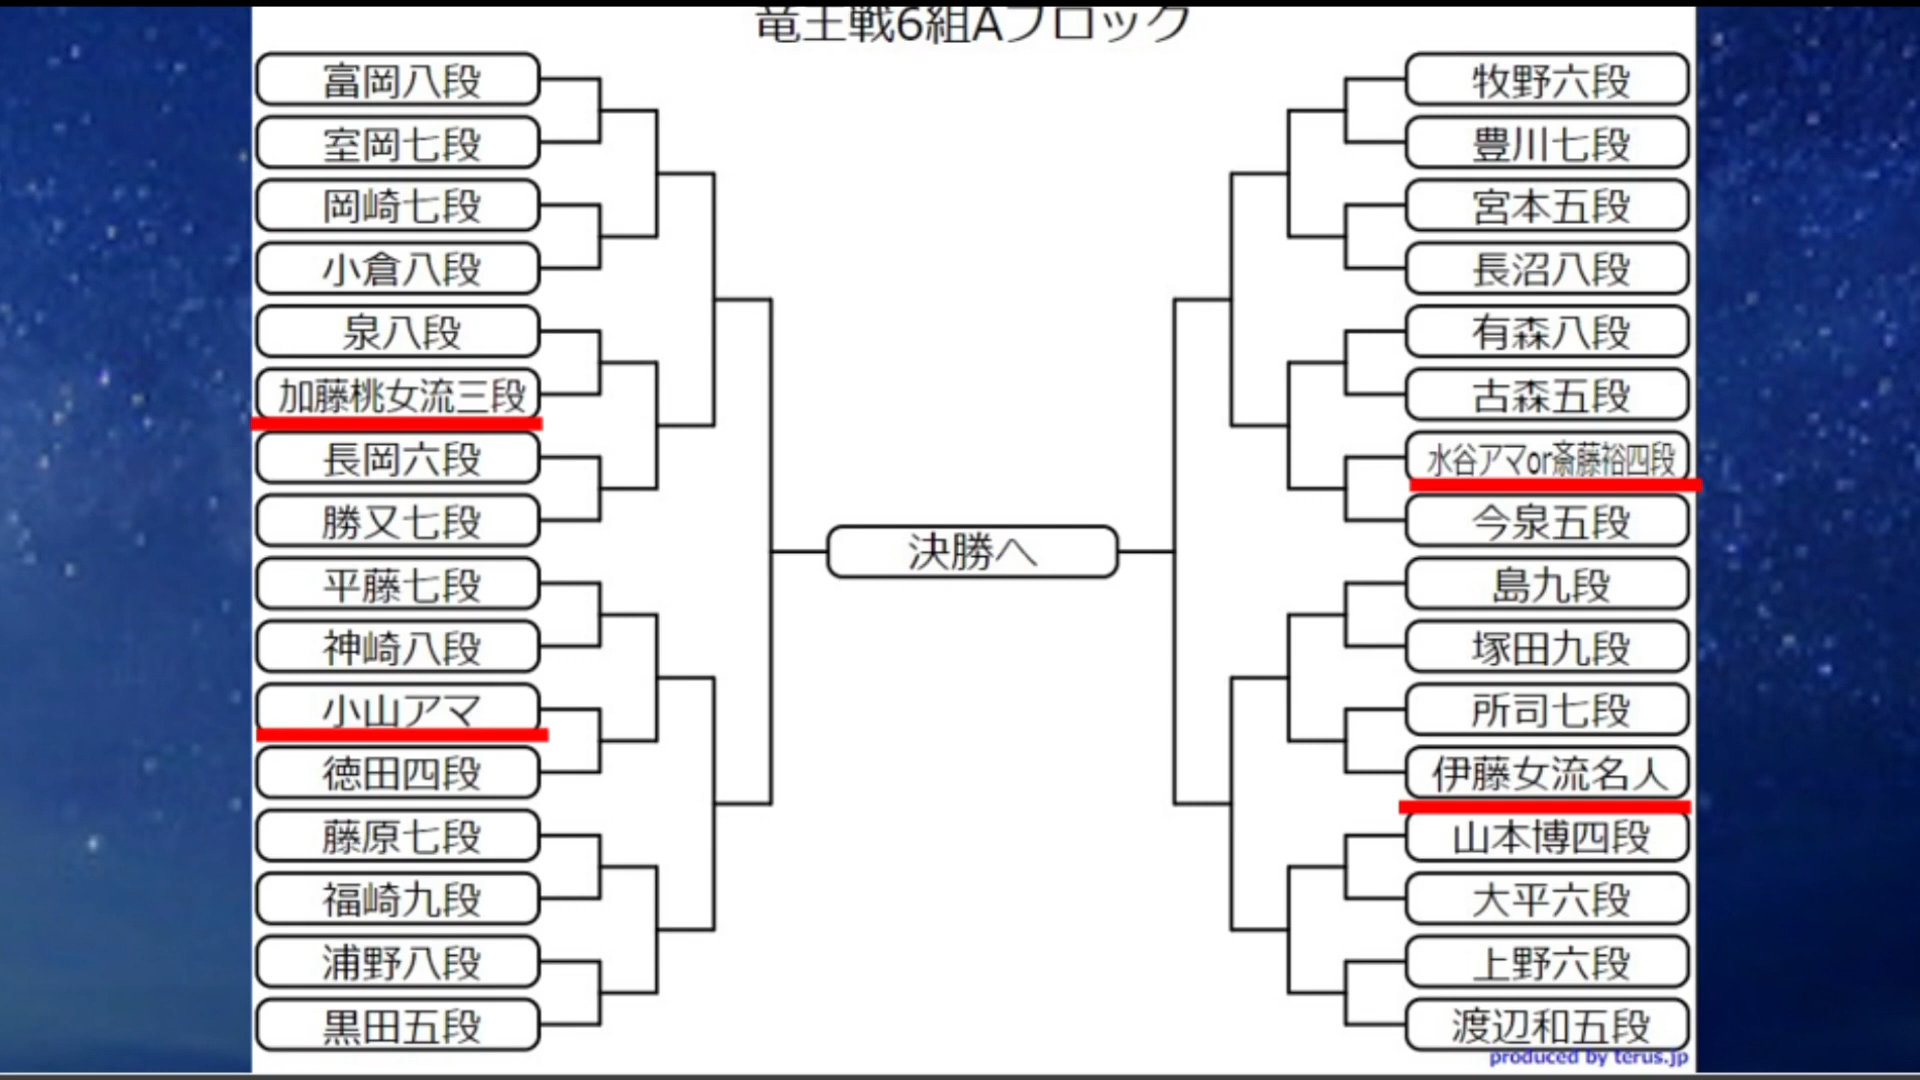 竜王戦6組Aブロック
富岡八段
室岡七段
岡崎七段
小倉八段
泉八段
加藤桃女流三段
長岡六段
勝又七段
平藤七段
神崎八段
小山アマ
徳田四段
藤原七段
福崎九段
浦野八段
黒田五段
決勝へ
牧野六段
豊川七段
宮本五段
長沼八段
有森八段
古森五段
水谷アマor斎藤裕四段
今泉五段
島九段
塚田九段
所司七段
伊藤女流名人
山本博四段
大平六段
上野六段
渡辺和五段
produced by terus.jp